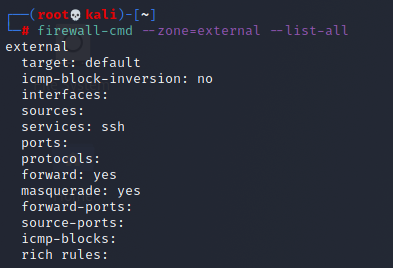 ┌──(root💀kali)-[~]
└─# firewall-cmd --zone=external --list-all
external
  target: default
  icmp-block-inversion: no
  interfaces:
  sources:
  services: ssh
  ports:
  protocols:
  forward: yes
  masquerade: yes
  forward-ports:
  source-ports:
  icmp-blocks:
  rich rules: